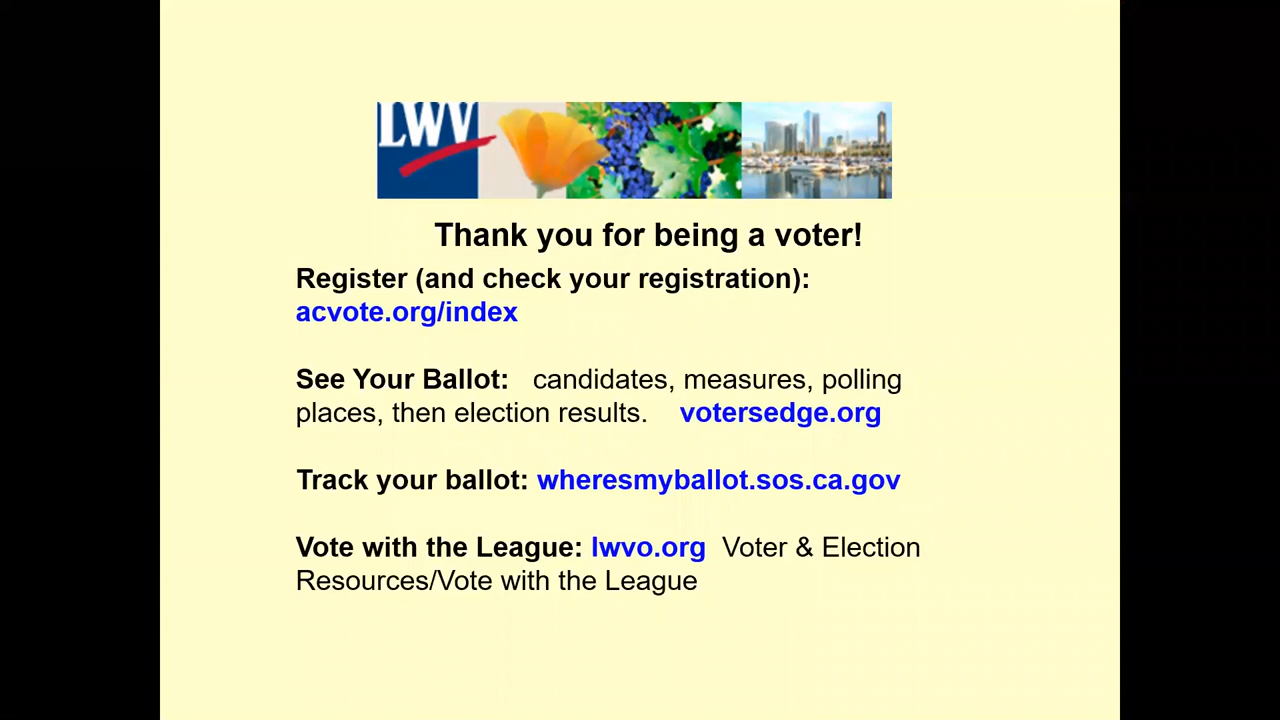 LWV
Thank you for being a voter!
Register (and check your registration):
acvote.org/index
See Your Ballot: candidates, measures, polling
places, then election results. votersedge.org
Track your ballot: wheresmyballot.sos.ca.gov
Vote with the League: lwvo.org Voter & Election
Resources/Vote with the League